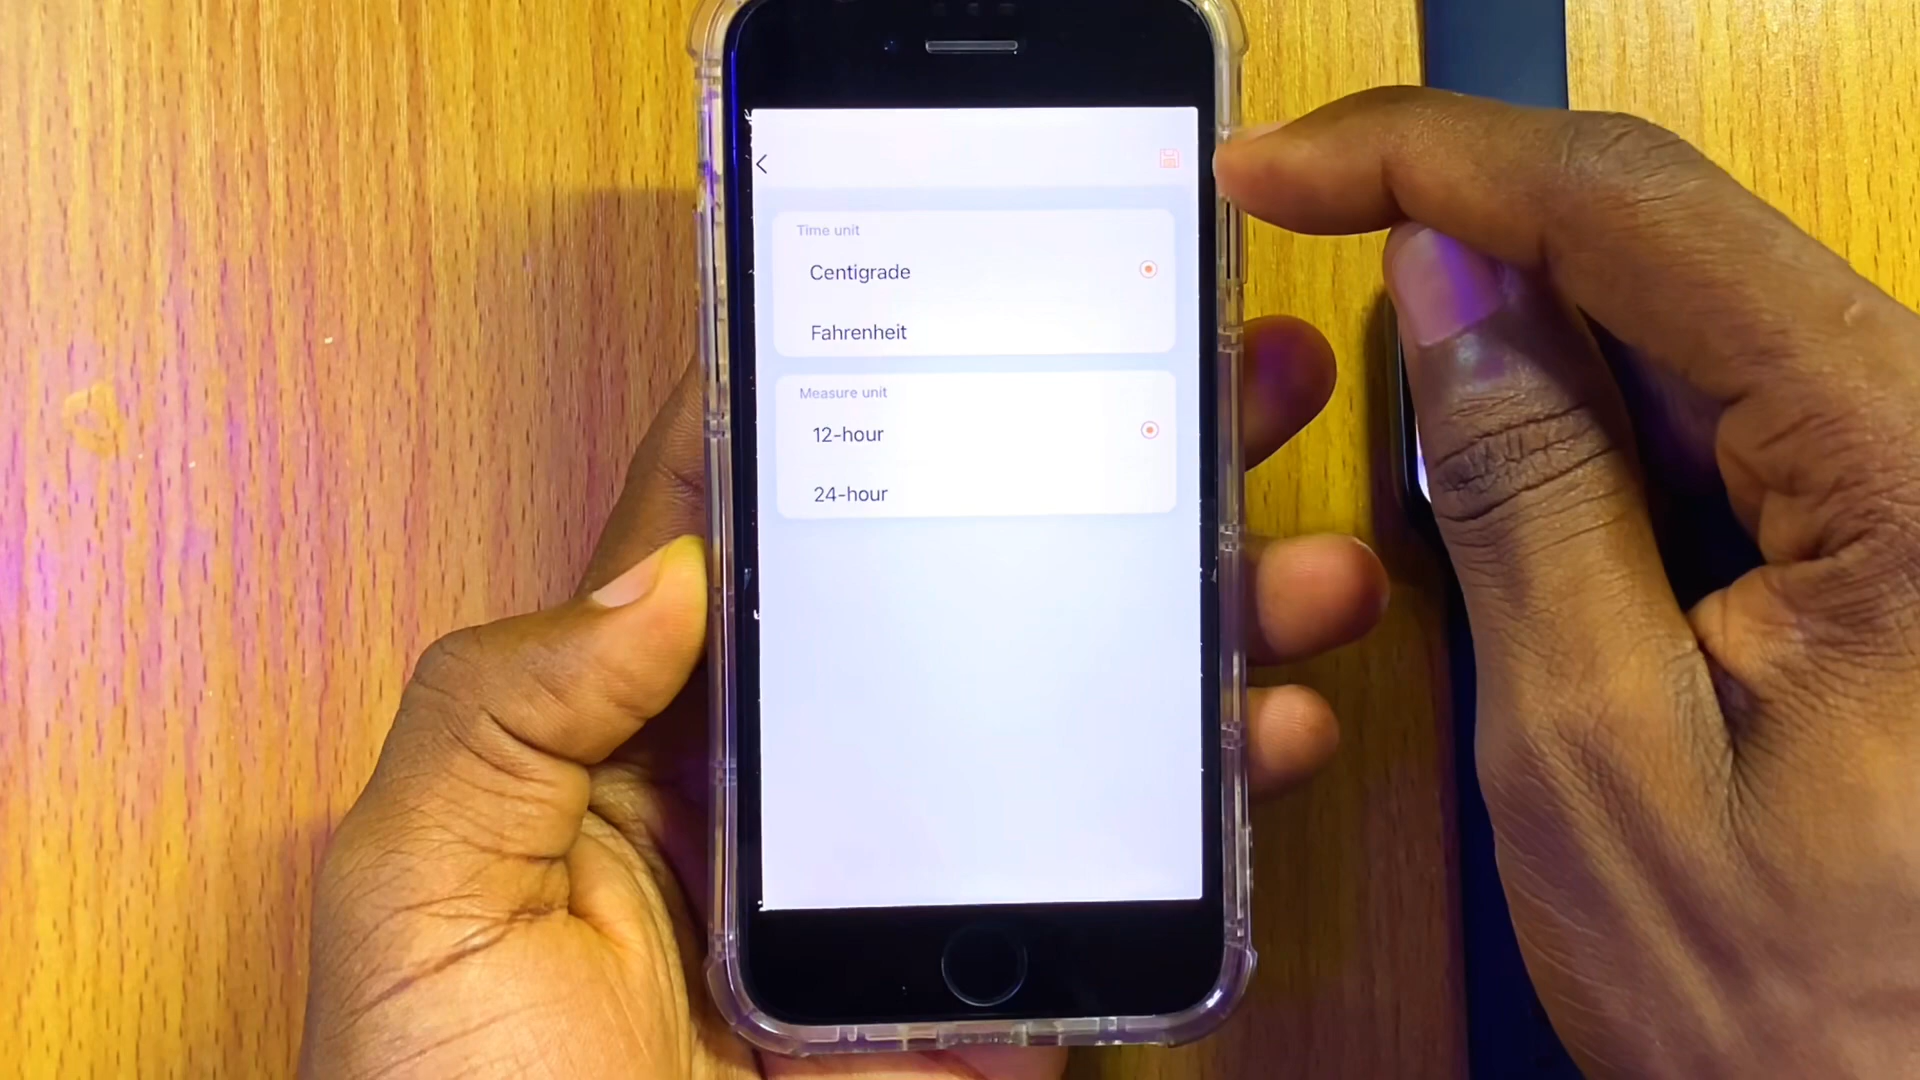 Time unit
Centigrade
Fahrenheit
Measure unit
12-hour
24-hour